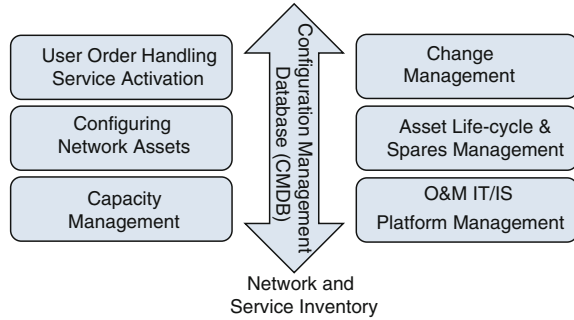 User Order Handling
Service Activation
Configuring
Network Assets
Capacity
Management
Configuration Management
Database (CMDB)
Change
Management
Asset Life-cycle &
Spares Management
O&M IT/IS
Platform Management
Network and
Service Inventory